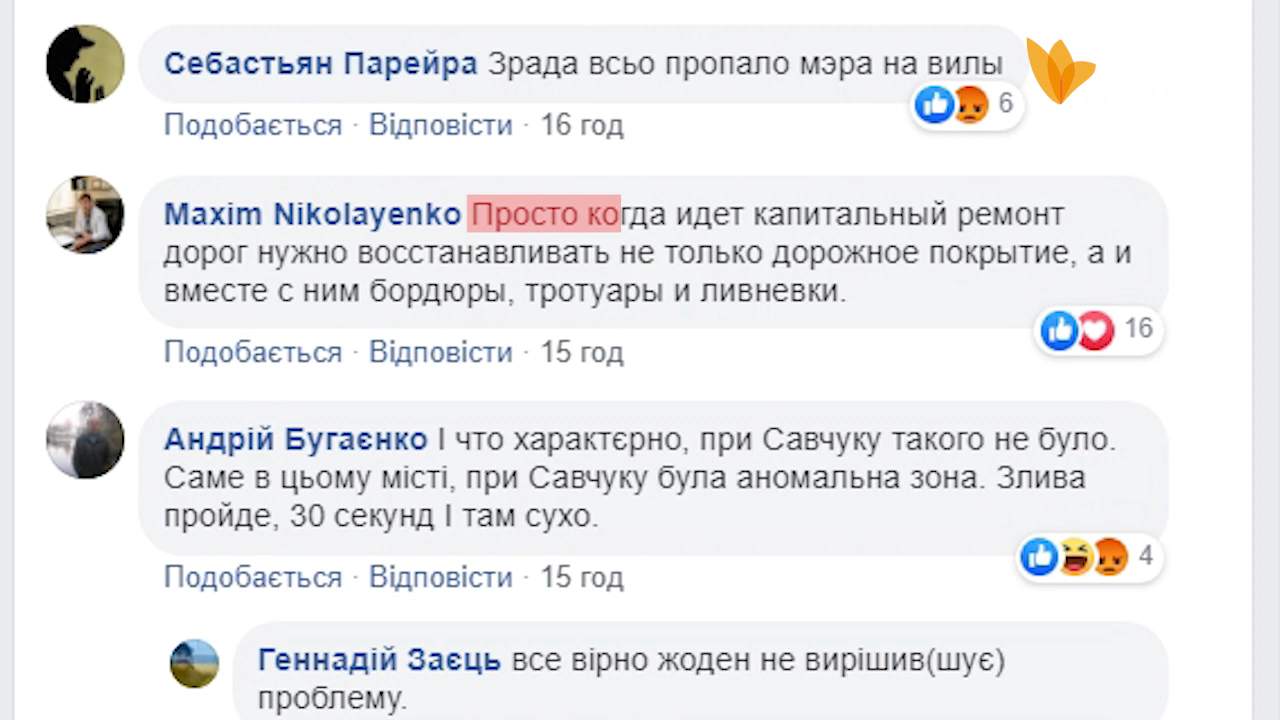 Себастьян Парейра Зрада всьо пропало мэра на вилы
6
Подобається · Відповісти · 16 год
Maxim Nikolayenko Просто когда идет капитальный ремонт
дорог нужно восстанавливать не только дорожное покрытие, а и
вместе с ним бордюры, тротуары и ливневки.
16
Подобається · Відповісти · 15 год
Андрій Бугаєнко І что характєрно, при Савчуку такого не було.
Саме в цьому місті, при Савчуку була аномальна зона. Злива
пройде, 30 секунд І там сухо.
4
Подобається · Відповісти · 15 год
Геннадій Заєць все вірно жоден не вирішив(шує)
проблему.